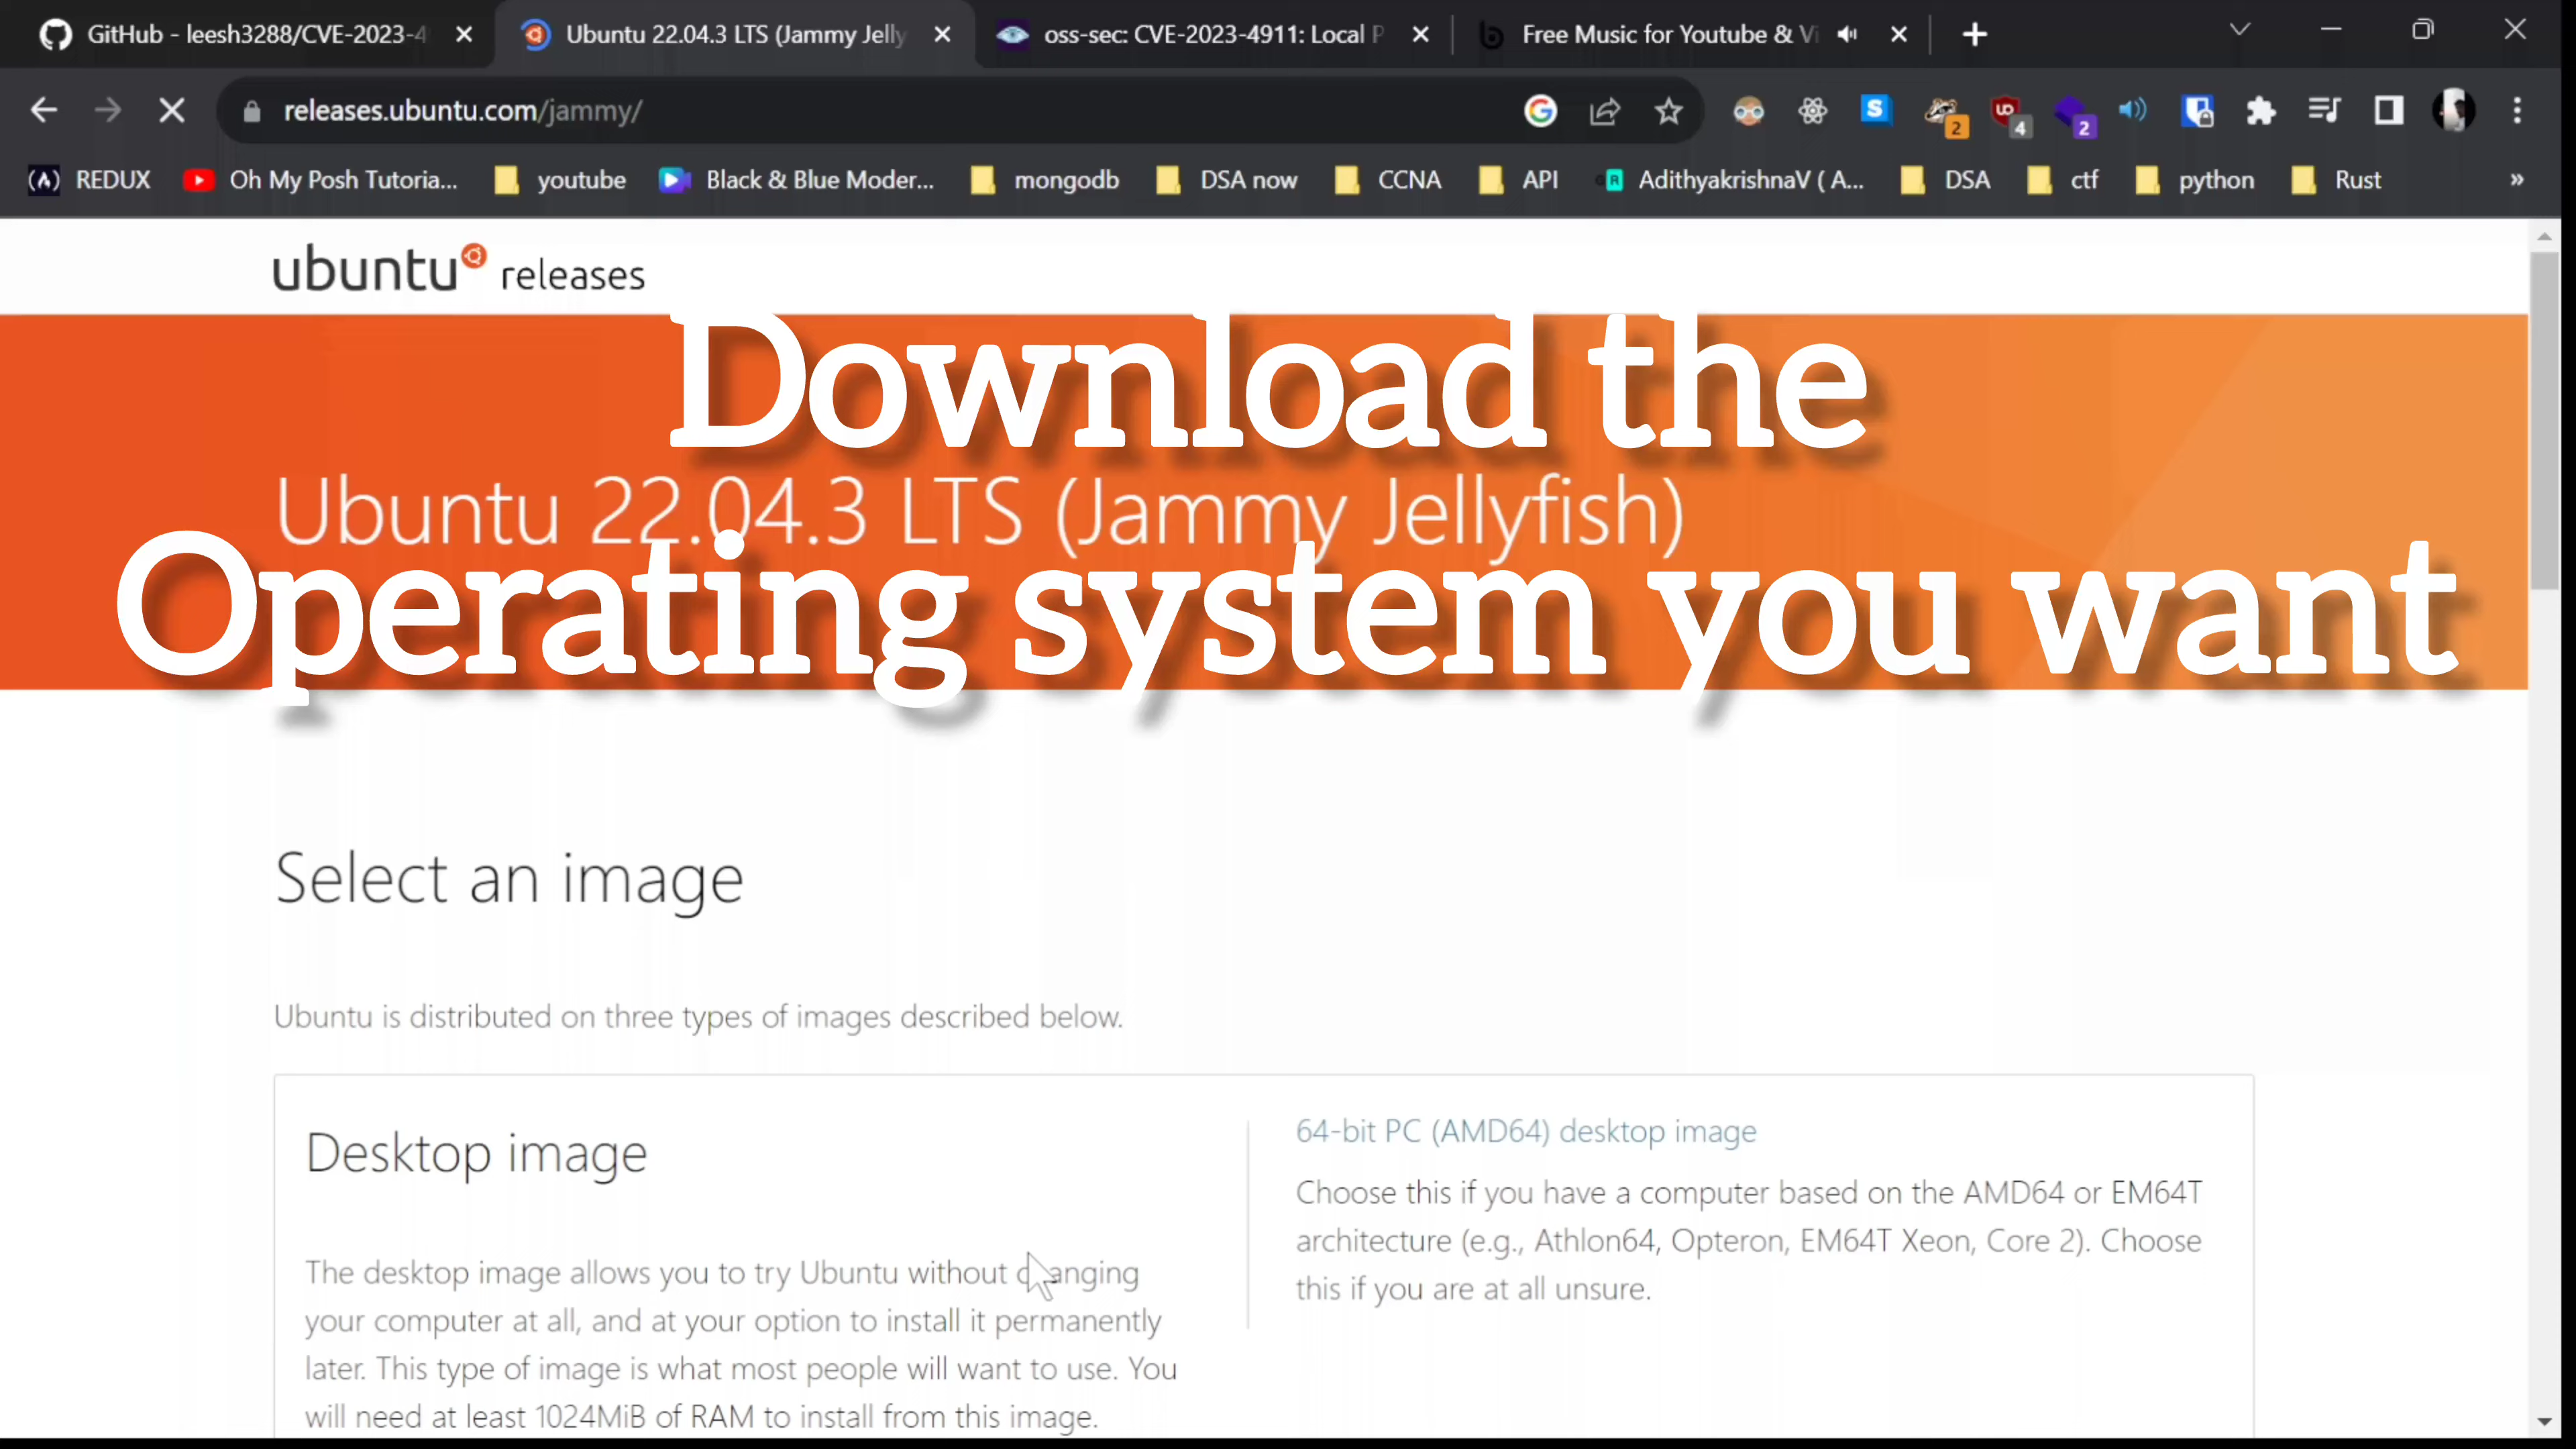 GitHub - leesh3288/CVE-2023-4
Ubuntu 22.04.3 LTS (Jammy Jelly
oss-sec: CVE-2023-4911: Local P
Free Music for Youtube & Vi
releases.ubuntu.com/jammy/
2
4
2
REDUX
Oh My Posh Tutoria...
youtube
Black & Blue Moder...
mongodb
DSA now
CCNA
API
AdithyakrishnaV ( A...
DSA
ctf
python
Rust
»
ubuntu releases
Download the
Ubuntu 22.04.3 LTS (Jammy Jellyfish)
Operating system you want
Select an image
Ubuntu is distributed on three types of images described below.
Desktop image
The desktop image allows you to try Ubuntu without changing
your computer at all, and at your option to install it permanently
later. This type of image is what most people will want to use. You
will need at least 1024MiB of RAM to install from this image.
64-bit PC (AMD64) desktop image
Choose this if you have a computer based on the AMD64 or EM64T
architecture (e.g., Athlon64, Opteron, EM64T Xeon, Core 2). Choose
this if you are at all unsure.